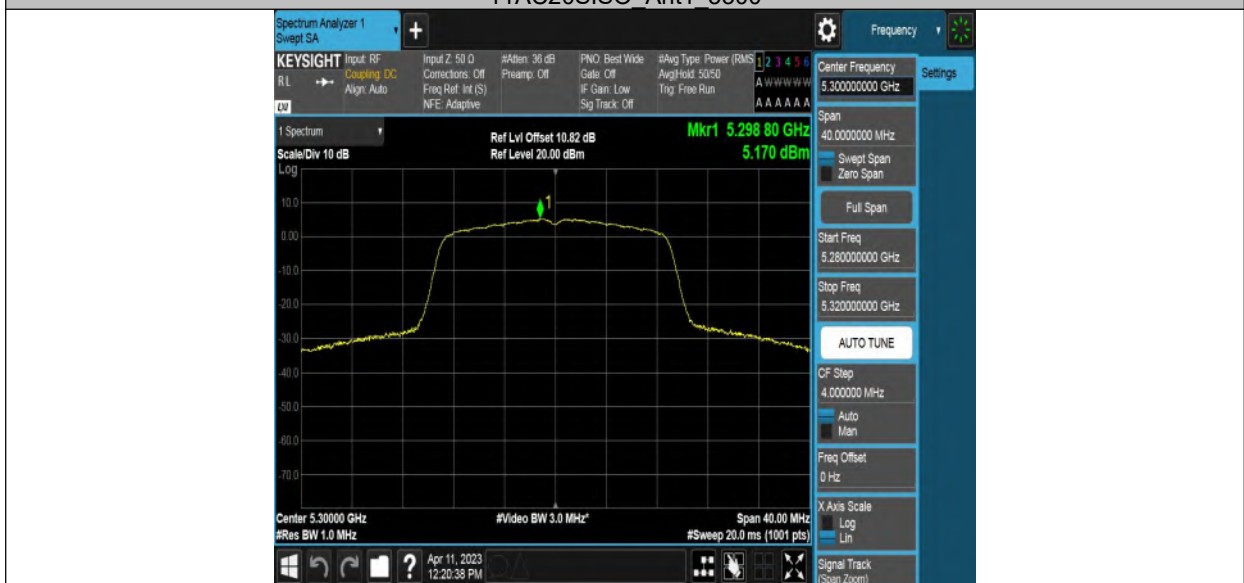 11AC20SISO_Ant1_5300
Spectrum Analyzer 1
Swept SA
Frequency
Settings
KEYSIGHT
RL
Input: RF
Coupling: DC
Align: Auto
Input Z: 50 Ω
Corrections: Off
Freq Ref: Int (S)
NFE: Adaptive
#Atten: 36 dB
Preamp: Off
PNO: Best Wide
Gate: Off
IF Gain: Low
Sig Track: Off
#Avg Type: Power (RMS
Avg|Hold: 50/50
Trig: Free Run
1 2 3 4 5 6
A W W W W W
A A A A A A
1 Spectrum
Scale/Div 10 dB
Log
Ref Lvl Offset 10.82 dB
Ref Level 20.00 dBm
Mkr1 5.298 80 GHz
5.170 dBm
1
10.0
0.00
-10.0
-20.0
-30.0
-40.0
-50.0
-60.0
-70.0
Center 5.30000 GHz
#Res BW 1.0 MHz
#Video BW 3.0 MHz*
Span 40.00 MHz
#Sweep 20.0 ms (1001 pts)
Center Frequency
5.300000000 GHz
Span
40.0000000 MHz
Swept Span
Zero Span
Full Span
Start Freq
5.280000000 GHz
Stop Freq
5.320000000 GHz
AUTO TUNE
CF Step
4.000000 MHz
Auto
Man
Freq Offset
0 Hz
X Axis Scale
Log
Lin
Signal Track
(Span Zoom)
?
Apr 11, 2023
12:20:38 PM